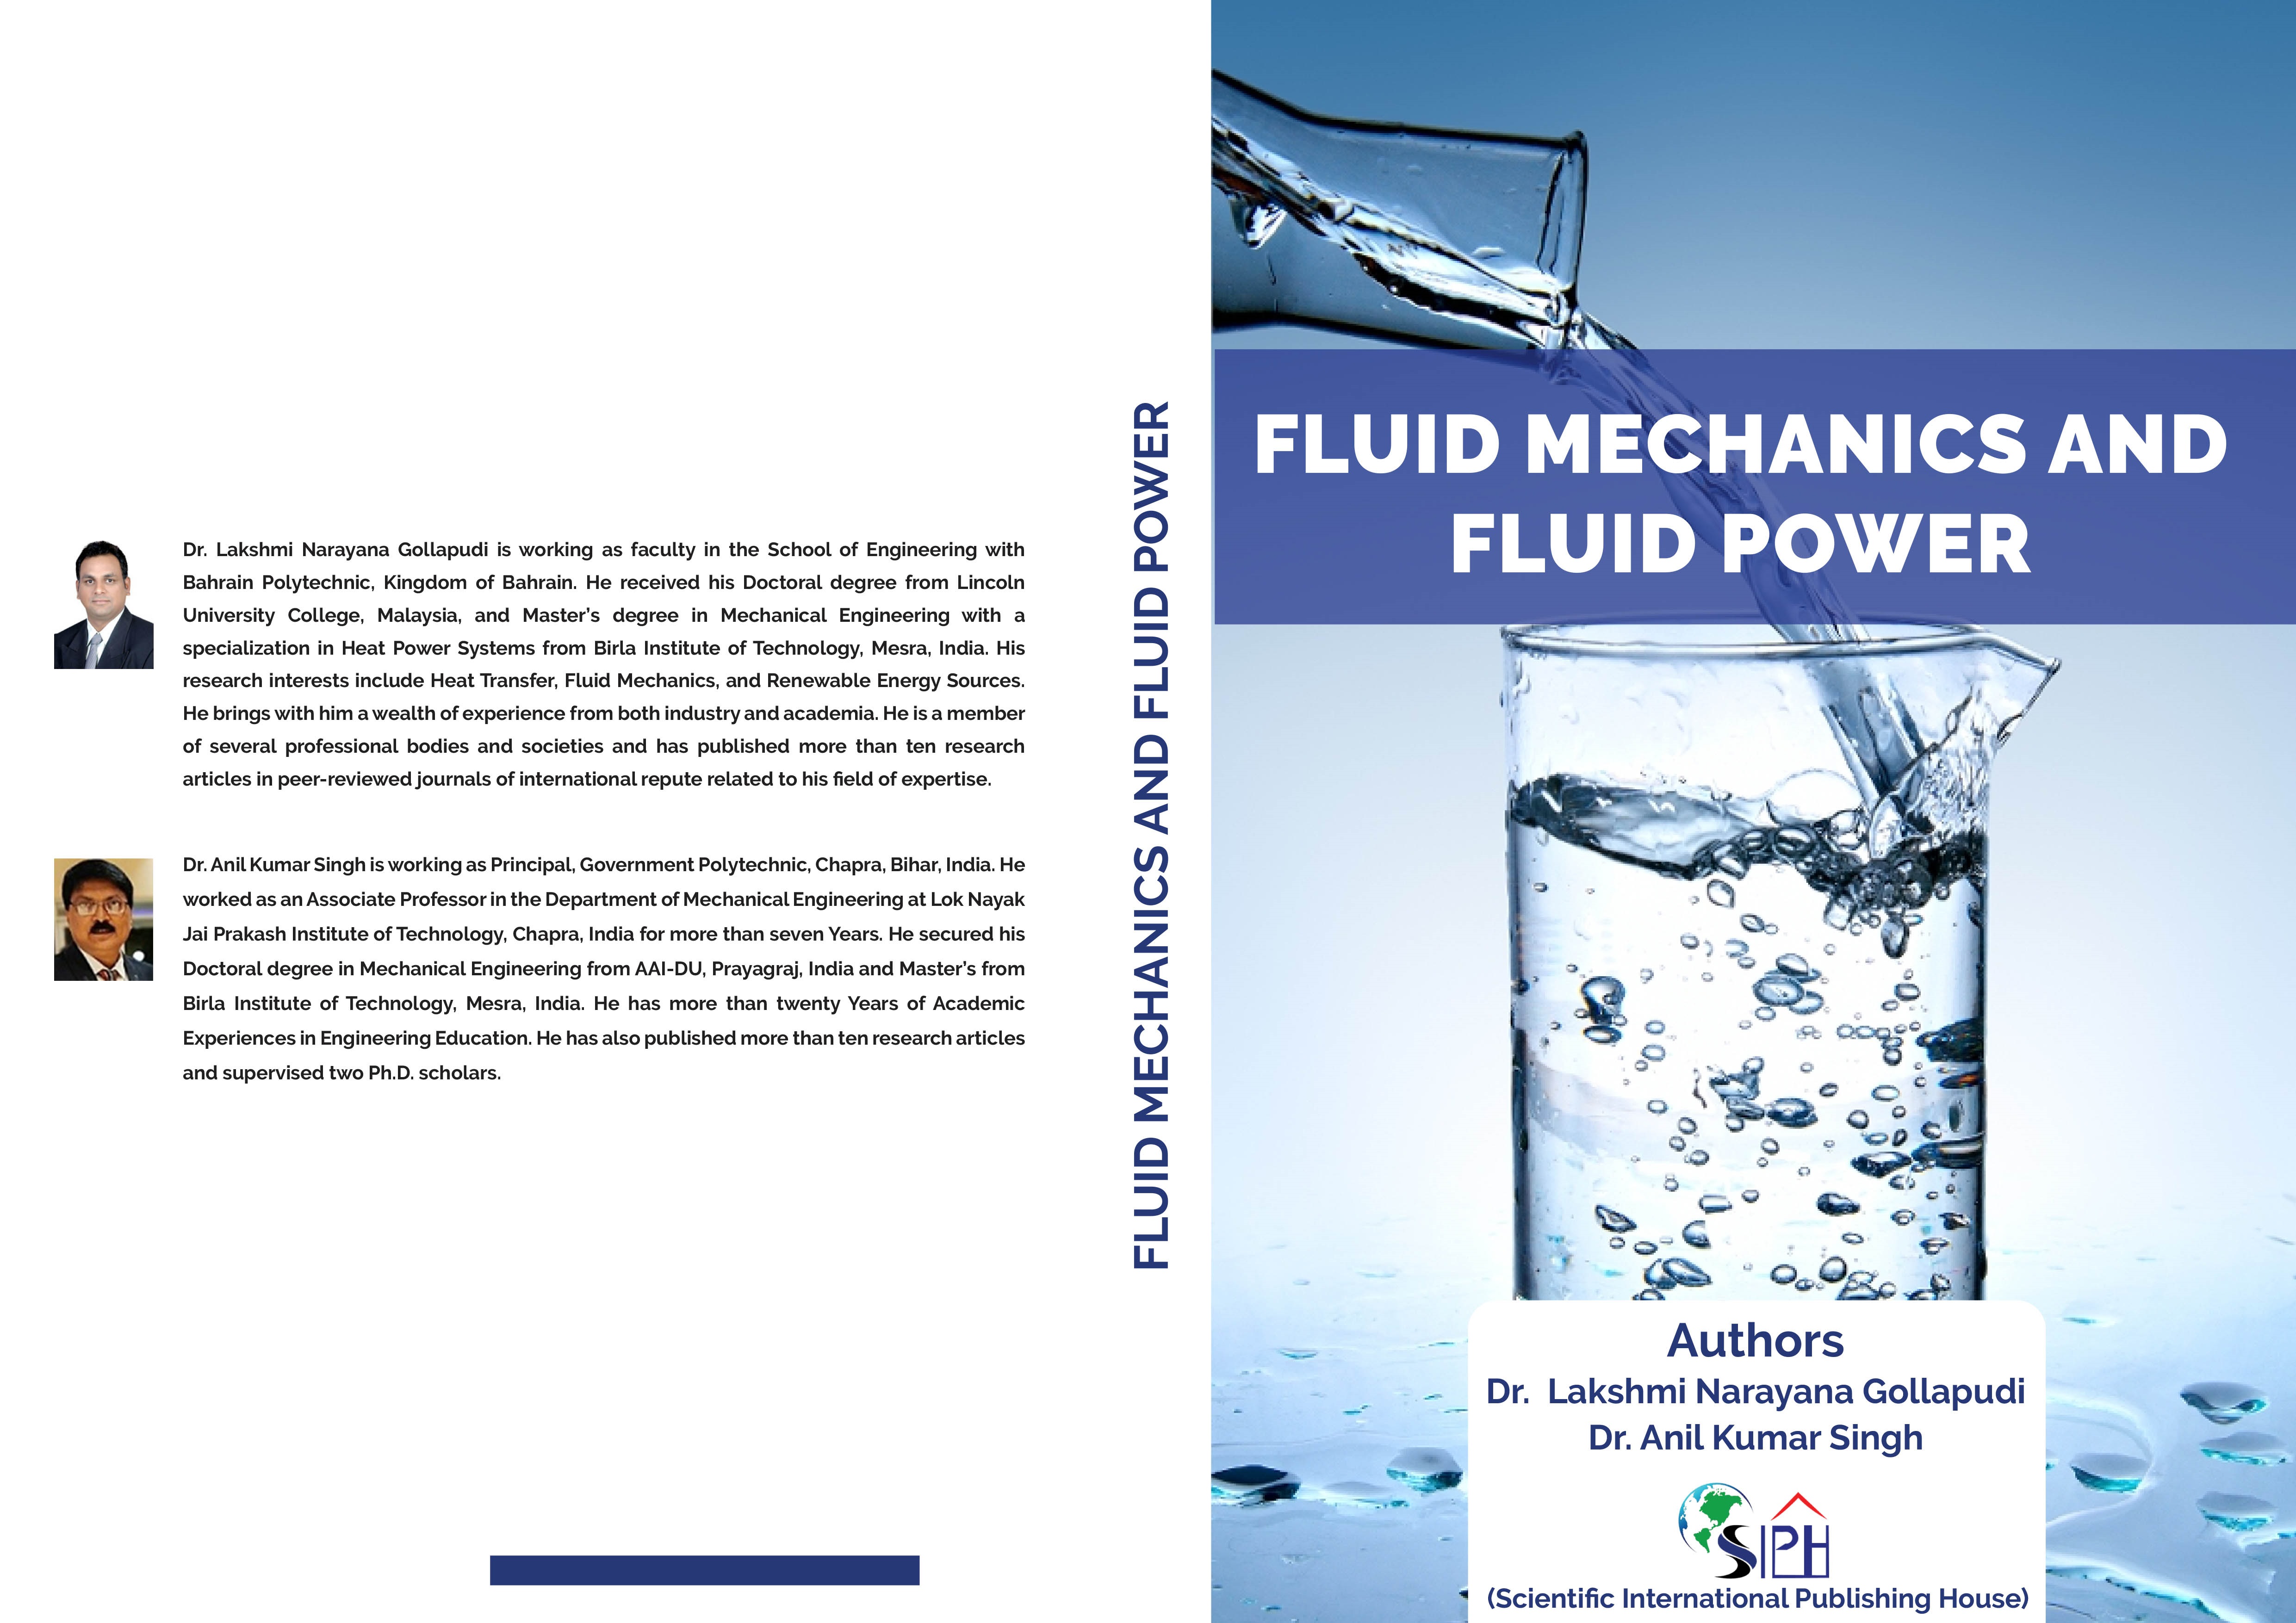 Dr. Lakshmi Narayana Gollapudi is working as faculty in the School of Engineering with
Bahrain Polytechnic, Kingdom of Bahrain. He received his Doctoral degree from Lincoln
University College, Malaysia, and Master's degree in Mechanical Engineering with a
specialization in Heat Power Systems from Birla Institute of Technology, Mesra, India. His
research interests include Heat Transfer, Fluid Mechanics, and Renewable Energy Sources.
He brings with him a wealth of experience from both industry and academia. He is a member
of several professional bodies and societies and has published more than ten research
articles in peer-reviewed journals of international repute related to his field of expertise.
Dr. Anil Kumar Singh is working as Principal, Government Polytechnic, Chapra, Bihar, India. He
worked as an Associate Professor in the Department of Mechanical Engineering at Lok Nayak
Jai Prakash Institute of Technology, Chapra, India for more than seven Years. He secured his
Doctoral degree in Mechanical Engineering from AAI-DU, Prayagraj, India and Master's from
Birla Institute of Technology, Mesra, India. He has more than twenty Years of Academic
Experiences in Engineering Education. He has also published more than ten research articles
and supervised two Ph.D. scholars.
FLUID MECHANICS AND FLUID POWER
FLUID MECHANICS AND
FLUID POWER
Authors
Dr. Lakshmi Narayana Gollapudi
Dr. Anil Kumar Singh
SIPH
(Scientific International Publishing House)